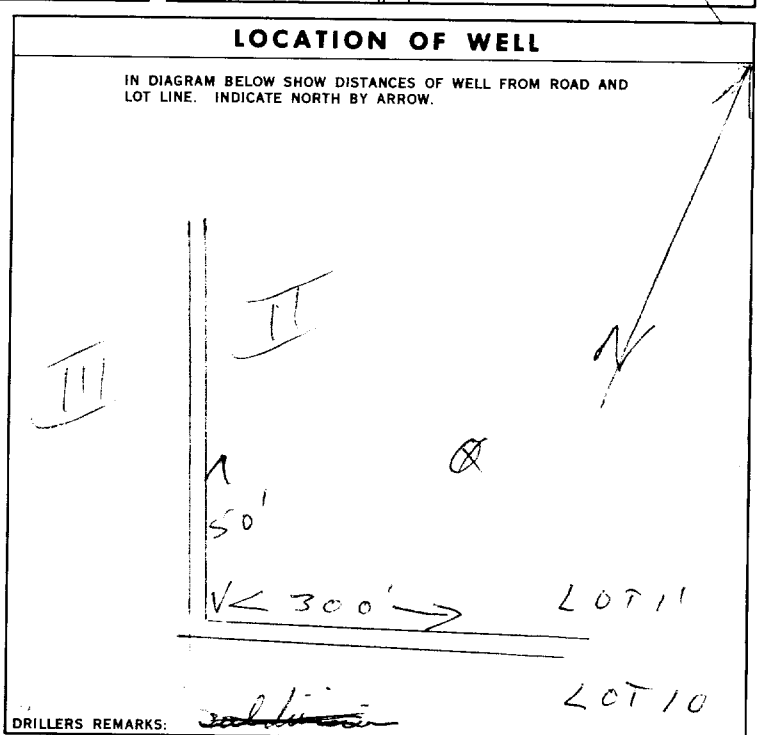 LOCATION OF WELL
IN DIAGRAM BELOW SHOW DISTANCES OF WELL FROM ROAD AND
LOT LINE. INDICATE NORTH BY ARROW.
II
III
N
50'
300'
LOT 11
LOT 10
DRILLERS REMARKS: